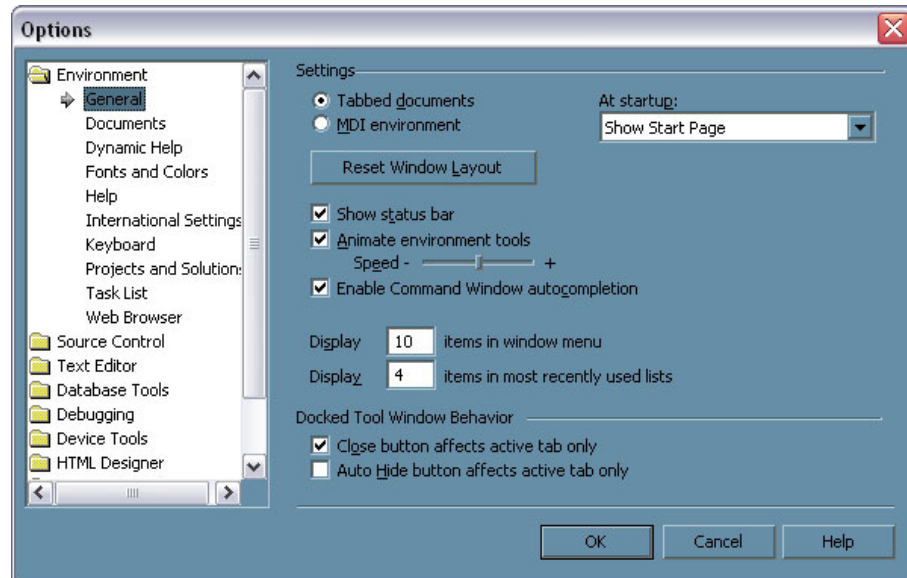 Options
Environment
General
Documents
Dynamic Help
Fonts and Colors
Help
International Settings
Keyboard
Projects and Solution
Task List
Web Browser
Source Control
Text Editor
Database Tools
Debugging
Device Tools
HTML Designer
Settings
Tabbed documents
MDI environment
At startup:
Show Start Page
Reset Window Layout
Show status bar
Animate environment tools
Speed - +
Enable Command Window autocompletion
Display 10 items in window menu
Display 4 items in most recently used lists
Docked Tool Window Behavior
Close button affects active tab only
Auto Hide button affects active tab only
OK Cancel Help